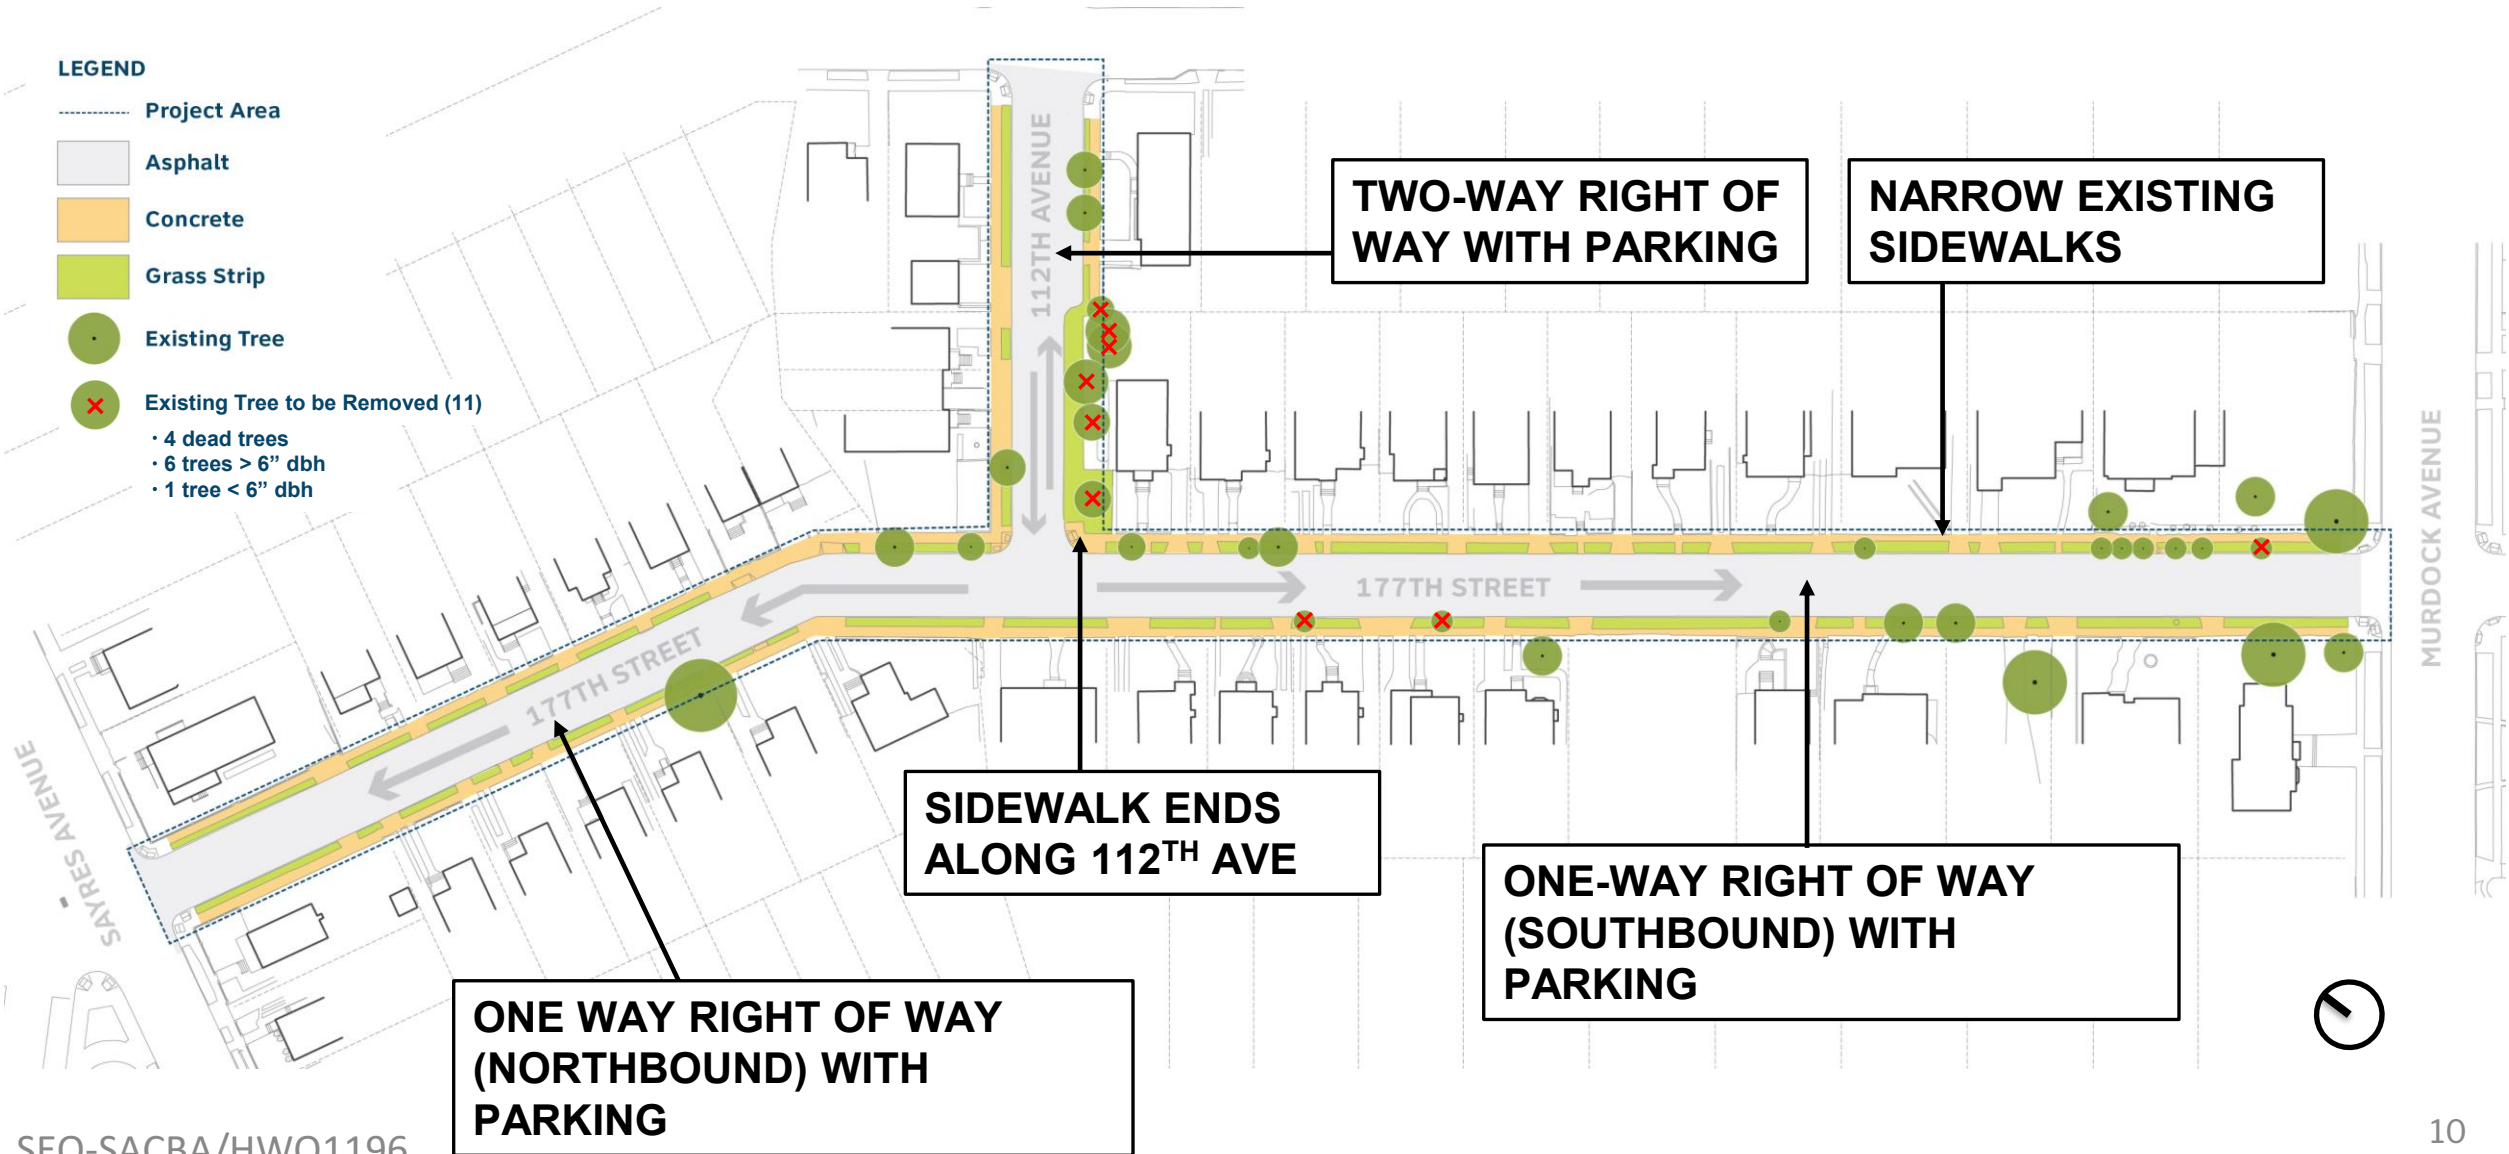 LEGEND
Project Area
Asphalt
Concrete
Grass Strip
Existing Tree
Existing Tree to be Removed (11)
· 4 dead trees
· 6 trees > 6” dbh
· 1 tree < 6” dbh
112TH AVENUE
TWO-WAY RIGHT OF
WAY WITH PARKING
NARROW EXISTING
SIDEWALKS
177TH STREET
MURDOCK AVENUE
177TH STREET
SAYRES AVENUE
SIDEWALK ENDS
ALONG 112TH AVE
ONE-WAY RIGHT OF WAY
(SOUTHBOUND) WITH
PARKING
ONE WAY RIGHT OF WAY
(NORTHBOUND) WITH
PARKING
10